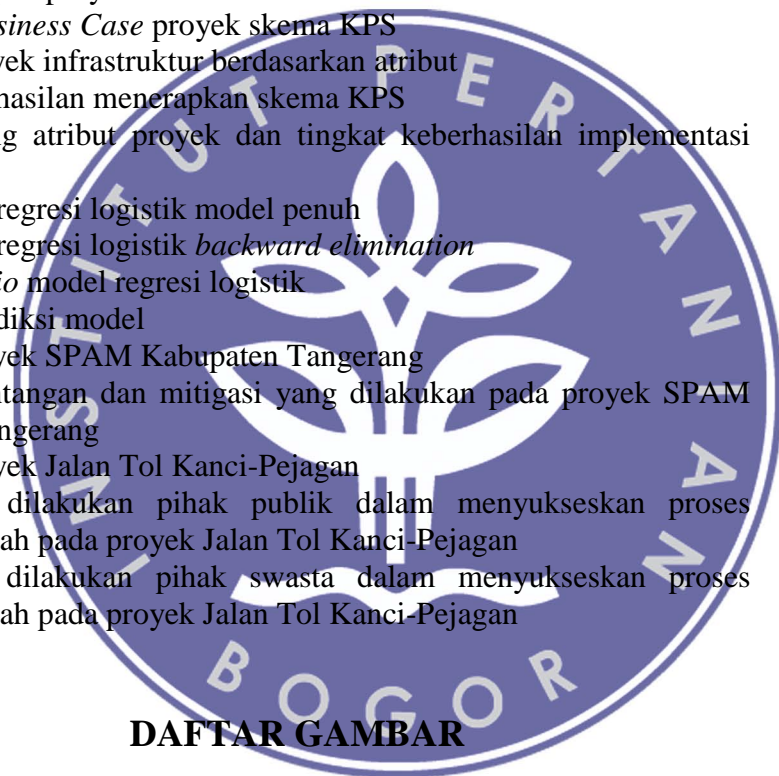 siness Case proyek skema KPS
yek infrastruktur berdasarkan atribut
hasilan menerapkan skema KPS
g atribut proyek dan tingkat keberhasilan implementasi
regresi logistik model penuh
regresi logistik backward elimination
io model regresi logistik
diksi model
yek SPAM Kabupaten Tangerang
ntangan dan mitigasi yang dilakukan pada proyek SPAM
ngerang
yek Jalan Tol Kanci-Pejagan
dilakukan pihak publik dalam menyukseskan proses
ah pada proyek Jalan Tol Kanci-Pejagan
dilakukan pihak swasta dalam menyukseskan proses
ah pada proyek Jalan Tol Kanci-Pejagan
INSTITUT PERTANIAN
BOGOR
DAFTAR GAMBAR